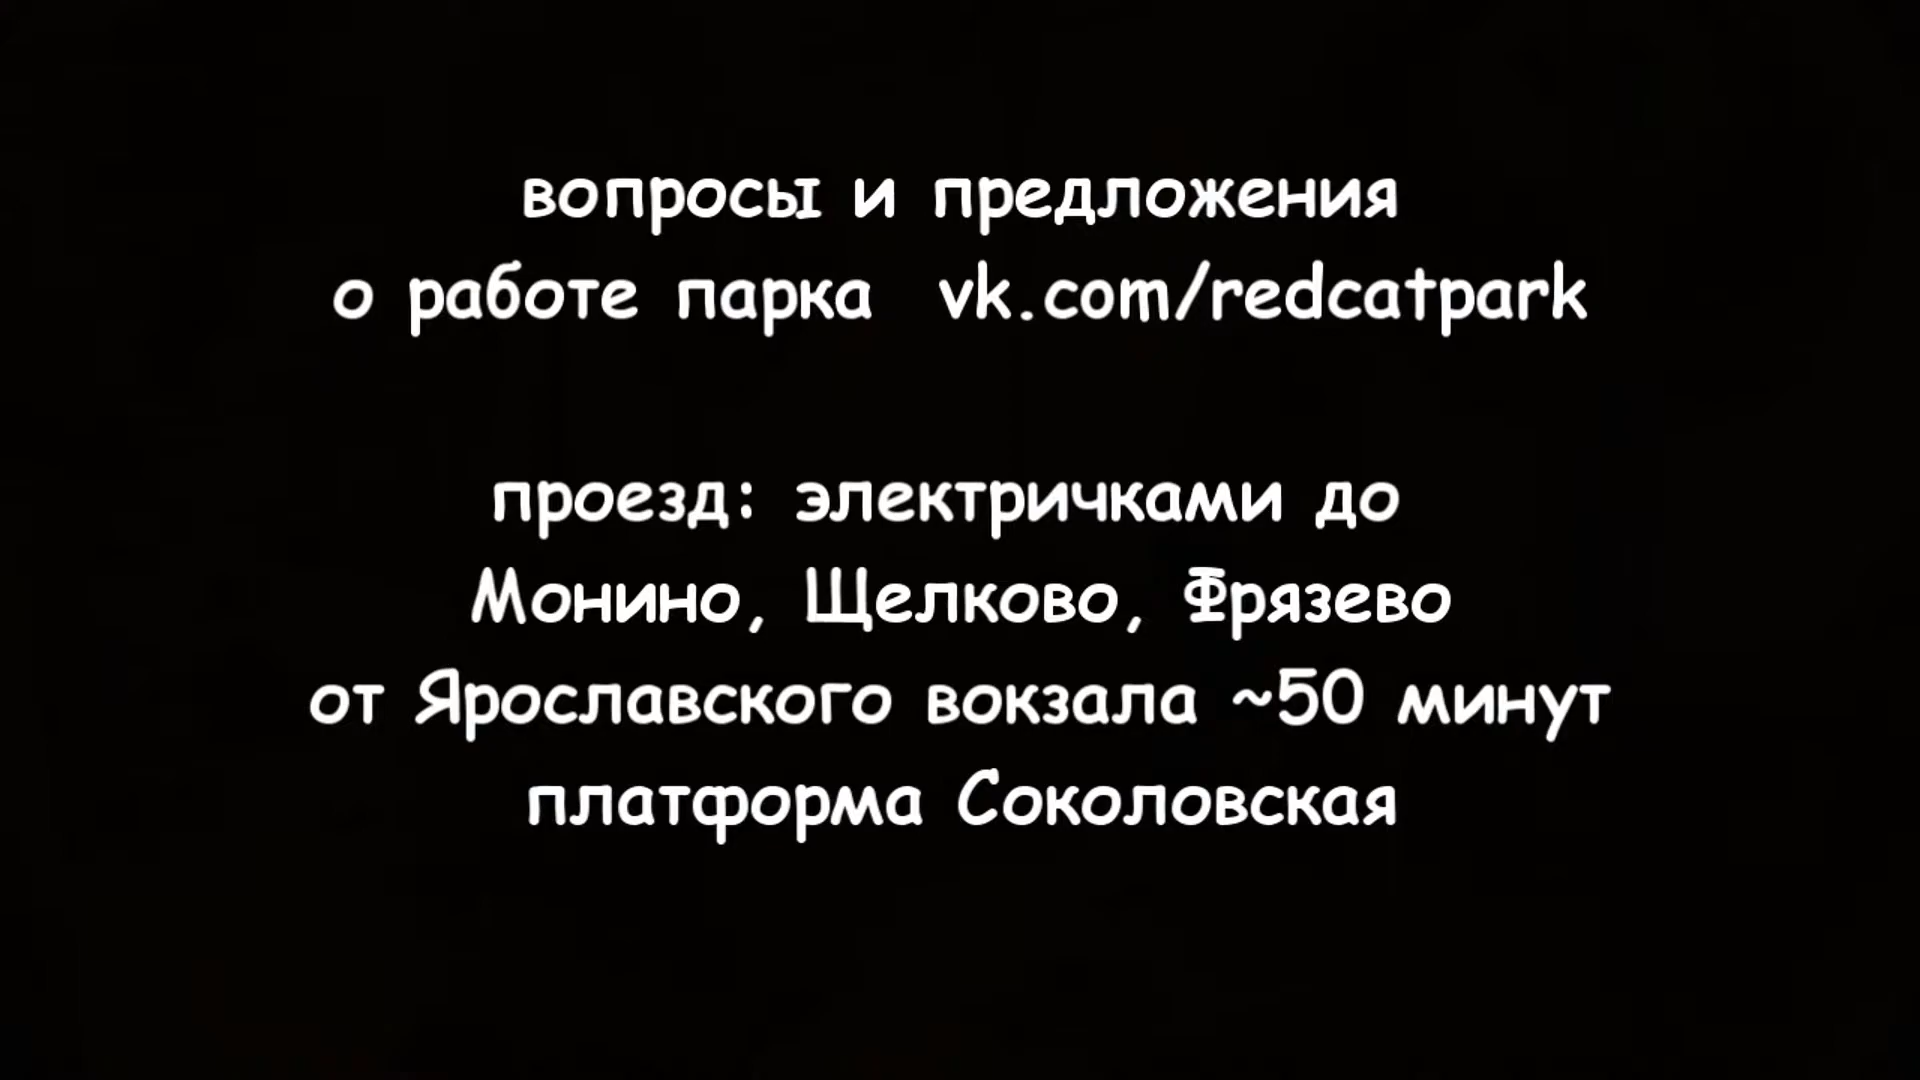 вопросы и предложения
о работе парка vk.com/redcatpark
проезд: электричками до
Монино, Щелково, Фрязево
от Ярославского вокзала ~50 минут
платформа Соколовская